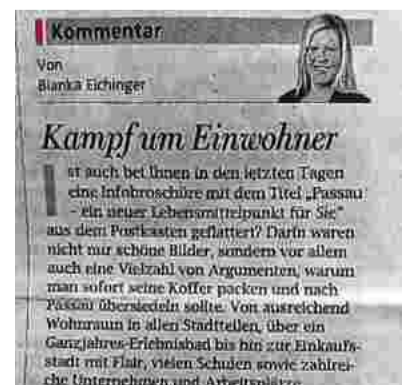 Kommentar
Von
Bianka Eichinger
Kampf um Einwohner
Ist auch bei Ihnen in den letzten Tagen
eine Infobroschüre mit dem Titel „Passau
– ein neuer Lebensmittelpunkt für Sie"
aus dem Postkasten geflattert? Darin waren
nicht nur schöne Bilder, sondern vor allem
auch eine Vielzahl von Argumenten, warum
man sofort seine Koffer packen und nach
Passau übersiedeln sollte. Von ausreichend
Wohnraum in allen Stadtteilen, über ein
Ganzjahres-Erlebnisbad bis hin zur Einkaufs-
stadt mit Flair, vielen Schulen sowie zahlrei-
che Unternehmen und Arbeitsplätze